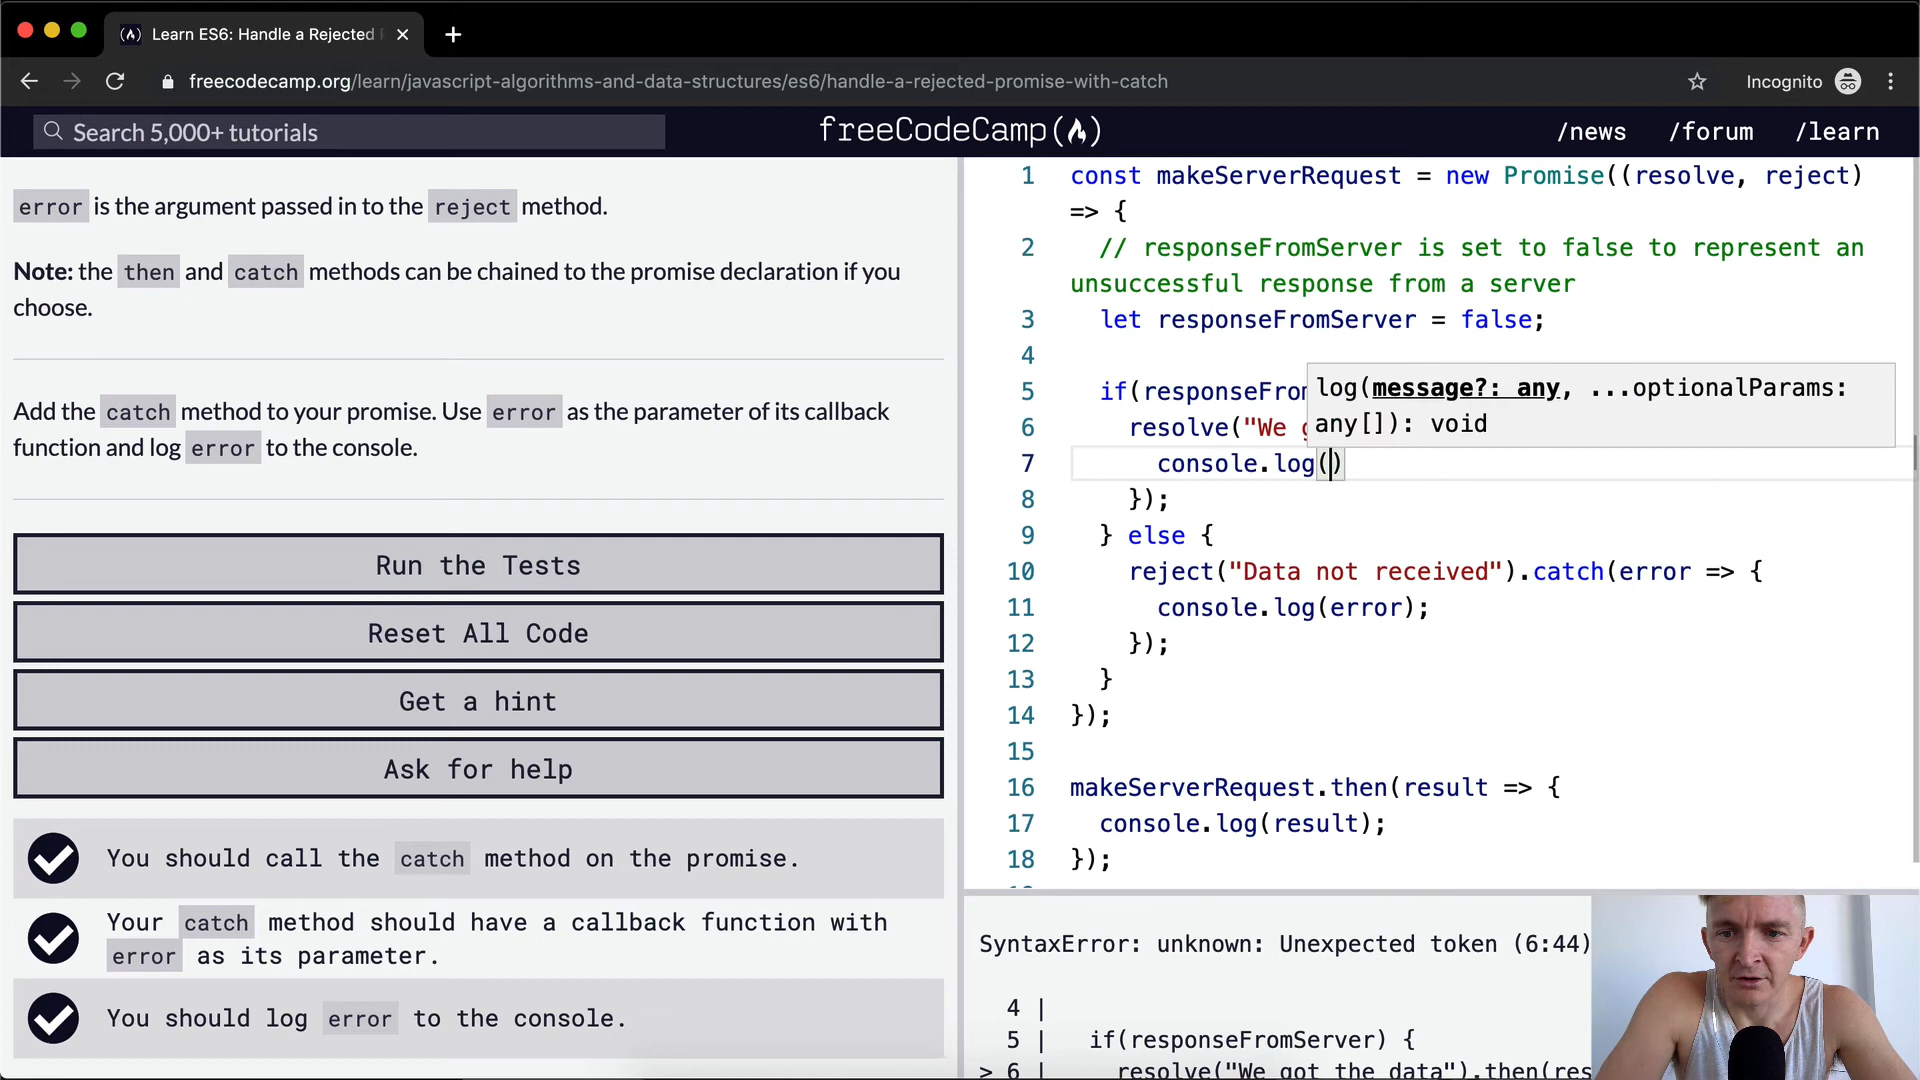 Learn ES6: Handle a Rejected
freecodecamp.org/learn/javascript-algorithms-and-data-structures/es6/handle-a-rejected-promise-with-catch
Incognito
Search 5,000+ tutorials
freeCodeCamp
/news
/forum
/learn
error is the argument passed in to the reject method.
Note: the then and catch methods can be chained to the promise declaration if you
choose.
Add the catch method to your promise. Use error as the parameter of its callback
function and log error to the console.
Run the Tests
Reset All Code
Get a hint
Ask for help
You should call the catch method on the promise.
Your catch method should have a callback function with
error as its parameter.
You should log error to the console.
1 const makeServerRequest = new Promise((resolve, reject)
=> {
2 // responseFromServer is set to false to represent an
unsuccessful response from a server
3 let responseFromServer = false;
4
5 if(responseFrom
log(message?: any, ...optionalParams:
any[]): void
6 resolve("We
7 console.log()
8 });
9 } else {
10 reject("Data not received").catch(error => {
11 console.log(error);
12 });
13 }
14 });
15
16 makeServerRequest.then(result => {
17 console.log(result);
18 });
SyntaxError: unknown: Unexpected token (6:44)
4 |
5 | if(responseFromServer) {
> 6 | resolve("We got the data").then(res